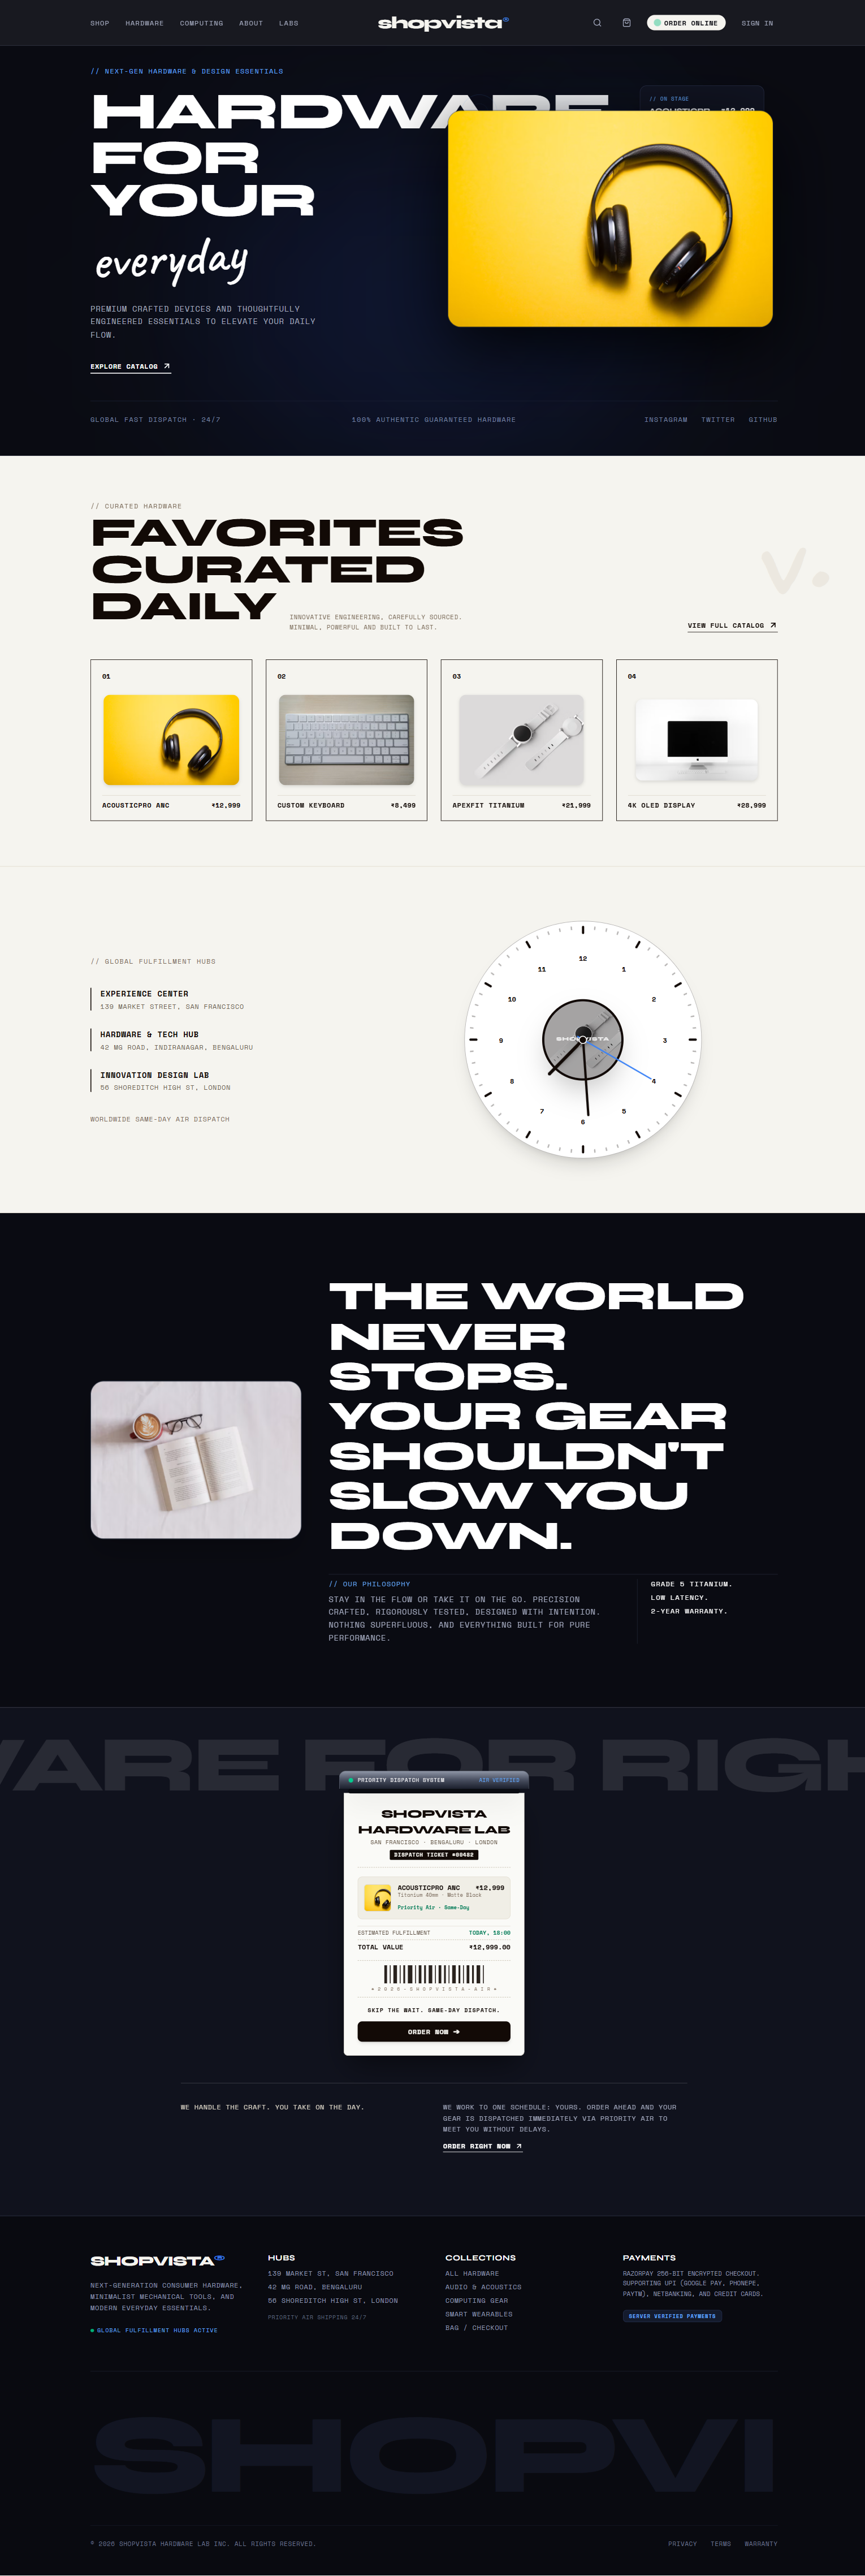 SHOP HARDWARE COMPUTING ABOUT LABS
shopvista®
ORDER ONLINE SIGN IN
// NEXT-GEN HARDWARE & DESIGN ESSENTIALS
HARDWARE
FOR
YOUR
everyday
// ON STAGE
PREMIUM CRAFTED DEVICES AND THOUGHTFULLY
ENGINEERED ESSENTIALS TO ELEVATE YOUR DAILY
FLOW.
EXPLORE CATALOG
GLOBAL FAST DISPATCH · 24/7
100% AUTHENTIC GUARANTEED HARDWARE
INSTAGRAM TWITTER GITHUB
// CURATED HARDWARE
FAVORITES
CURATED
DAILY
INNOVATIVE ENGINEERING, CAREFULLY SOURCED.
MINIMAL, POWERFUL AND BUILT TO LAST.
V.
VIEW FULL CATALOG
01
ACOUSTICPRO ANC ₹12,999
02
CUSTOM KEYBOARD ₹8,499
03
APEXFIT TITANIUM ₹21,999
04
4K OLED DISPLAY ₹28,999
// GLOBAL FULFILLMENT HUBS
EXPERIENCE CENTER
139 MARKET STREET, SAN FRANCISCO
HARDWARE & TECH HUB
42 MG ROAD, INDIRANAGAR, BENGALURU
INNOVATION DESIGN LAB
56 SHOREDITCH HIGH ST, LONDON
WORLDWIDE SAME-DAY AIR DISPATCH
12
1
2
3
4
5
6
7
8
9
10
11
SHOPVISTA
THE WORLD
NEVER
STOPS.
YOUR GEAR
SHOULDN'T
SLOW YOU
DOWN.
// OUR PHILOSOPHY
STAY IN THE FLOW OR TAKE IT ON THE GO. PRECISION
CRAFTED, RIGOROUSLY TESTED, DESIGNED WITH INTENTION.
NOTHING SUPERFLUOUS, AND EVERYTHING BUILT FOR PURE
PERFORMANCE.
GRADE 5 TITANIUM.
LOW LATENCY.
2-YEAR WARRANTY.
WARE FOR RIGH
PRIORITY DISPATCH SYSTEM AIR VERIFIED
SHOPVISTA
HARDWARE LAB
SAN FRANCISCO · BENGALURU · LONDON
DISPATCH TICKET #88482
ACOUSTICPRO ANC ₹12,999
Titanium 40mm · Matte Black
Priority Air · Same-Day
ESTIMATED FULFILLMENT TODAY, 18:00
TOTAL VALUE ₹12,999.00
*2026-SHOPVISTA-AIR*
SKIP THE WAIT. SAME-DAY DISPATCH.
ORDER NOW ➔
WE HANDLE THE CRAFT. YOU TAKE ON THE DAY.
WE WORK TO ONE SCHEDULE: YOURS. ORDER AHEAD AND YOUR
GEAR IS DISPATCHED IMMEDIATELY VIA PRIORITY AIR TO
MEET YOU WITHOUT DELAYS.
ORDER RIGHT NOW
SHOPVISTA®
NEXT-GENERATION CONSUMER HARDWARE,
MINIMALIST MECHANICAL TOOLS, AND
MODERN EVERYDAY ESSENTIALS.
GLOBAL FULFILLMENT HUBS ACTIVE
HUBS
139 MARKET ST, SAN FRANCISCO
42 MG ROAD, BENGALURU
56 SHOREDITCH HIGH ST, LONDON
PRIORITY AIR SHIPPING 24/7
COLLECTIONS
ALL HARDWARE
AUDIO & ACOUSTICS
COMPUTING GEAR
SMART WEARABLES
BAG / CHECKOUT
PAYMENTS
RAZORPAY 256-BIT ENCRYPTED CHECKOUT.
SUPPORTING UPI (GOOGLE PAY, PHONEPE,
PAYTM), NETBANKING, AND CREDIT CARDS.
SERVER VERIFIED PAYMENTS
SHOPVI
© 2026 SHOPVISTA HARDWARE LAB INC. ALL RIGHTS RESERVED.
PRIVACY TERMS WARRANTY